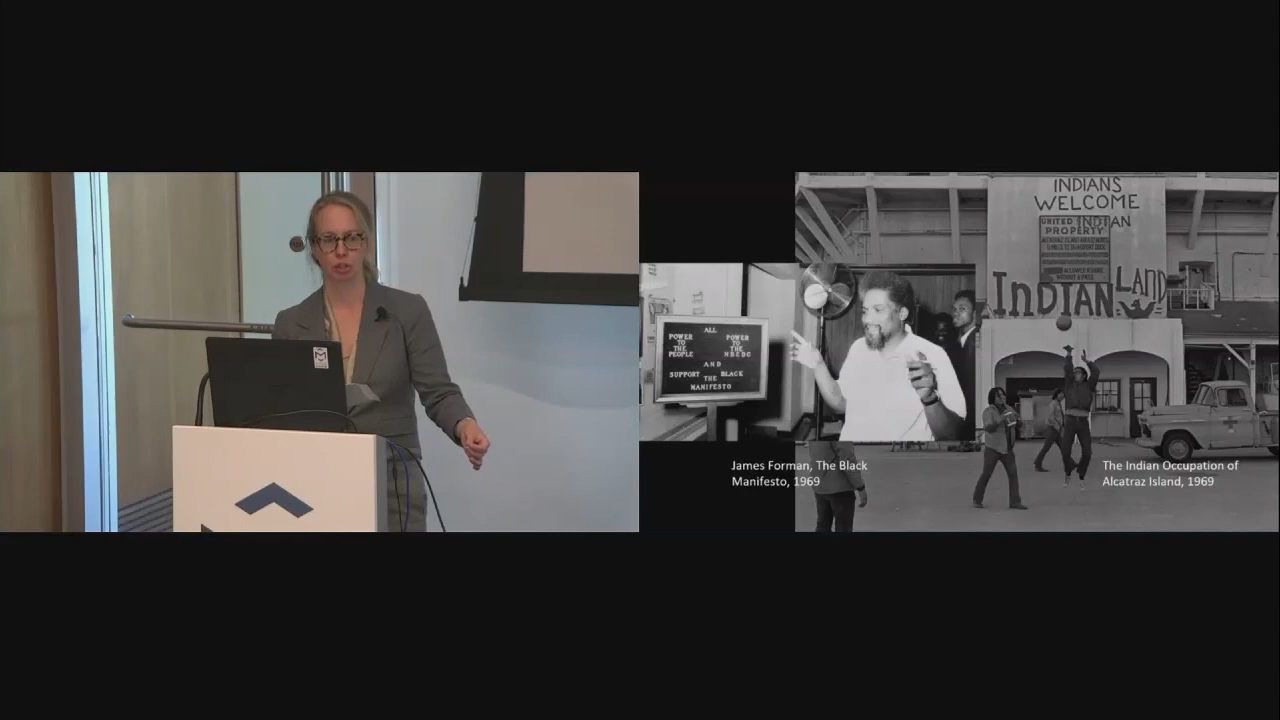 ALL
POWER TO THE PEOPLE
POWER TO THE NBEDC
AND
SUPPORT THE BLACK
MANIFESTO
James Forman, The Black
Manifesto, 1969
INDIANS
WELCOME
UNITED INDIAN
PROPERTY
INDIAN LAND
The Indian Occupation of
Alcatraz Island, 1969